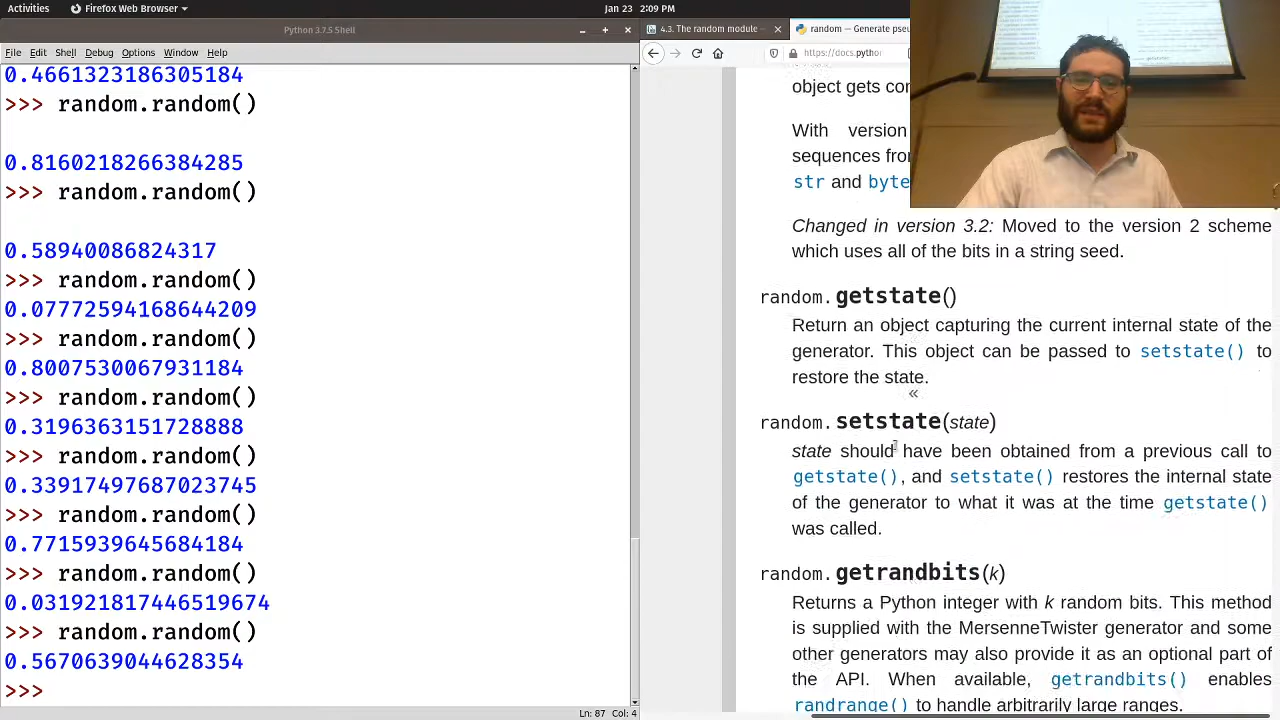 Activities
Firefox Web Browser
Jan 23 2:09 PM
Python 3.7.5 Shell
File Edit Shell Debug Options Window Help
0.4661323186305184
>>> random.random()
0.8160218266384285
>>> random.random()
0.58940086824317
>>> random.random()
0.07772594168644209
>>> random.random()
0.8007530067931184
>>> random.random()
0.3196363151728888
>>> random.random()
0.33917497687023745
>>> random.random()
0.7715939645684184
>>> random.random()
0.031921817446519674
>>> random.random()
0.5670639044628354
>>>
Ln: 87 Col: 4
4.3. The random module
random — Generate pseu
https://docs.pytho
object gets con
With version
sequences fro
str and byte
Changed in version 3.2: Moved to the version 2 scheme
which uses all of the bits in a string seed.
random.getstate()
Return an object capturing the current internal state of the
generator. This object can be passed to setstate() to
restore the state.
«
random.setstate(state)
state should have been obtained from a previous call to
getstate(), and setstate() restores the internal state
of the generator to what it was at the time getstate()
was called.
random.getrandbits(k)
Returns a Python integer with k random bits. This method
is supplied with the MersenneTwister generator and some
other generators may also provide it as an optional part of
the API. When available, getrandbits() enables
randrange() to handle arbitrarily large ranges.